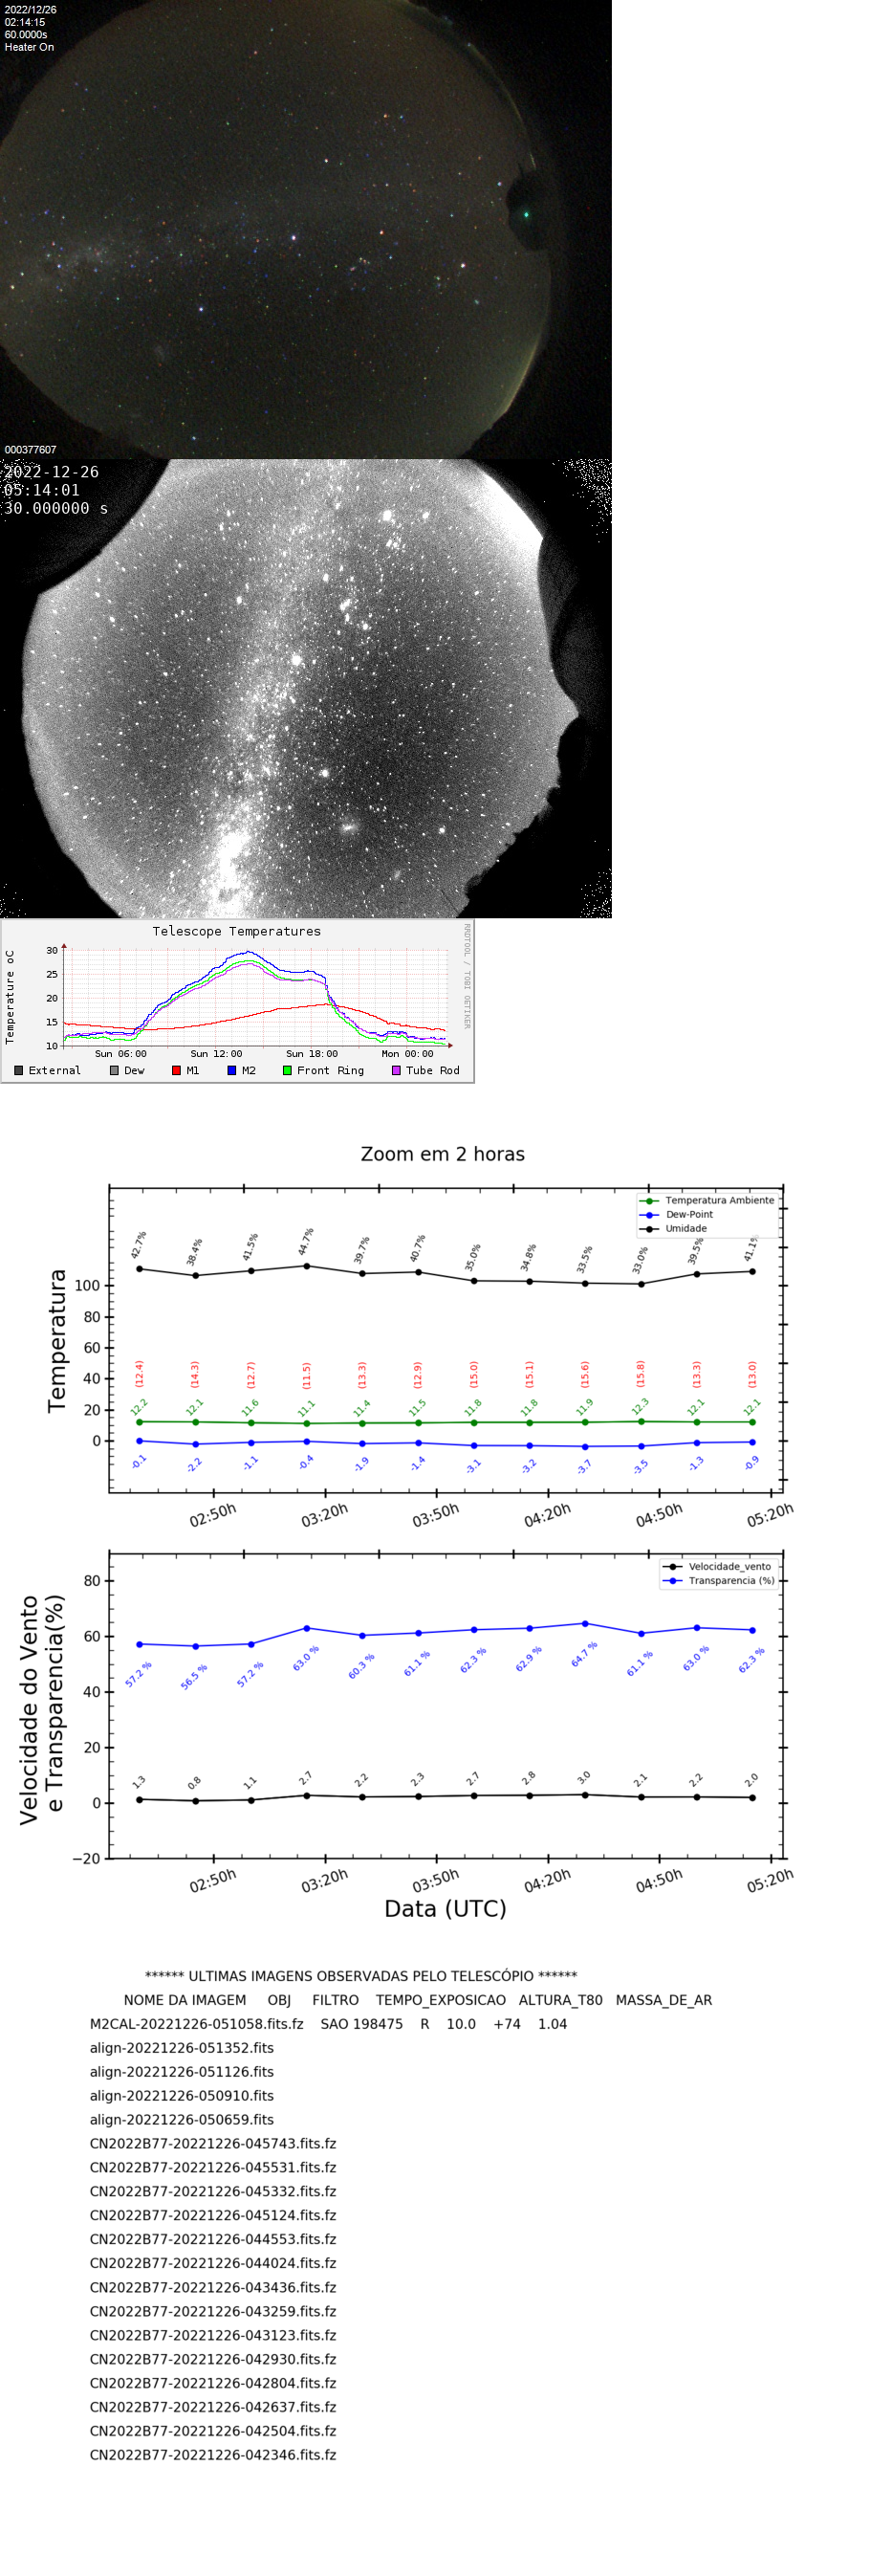 2022/12/26
02:14:15
60.0000s
Heater On
000377607
2022-12-26
05:14:01
30.000000 s
Telescope Temperatures
RRDTOOL / TOBI OETIKER
Temperature oC
30
25
20
15
10
Sun 06:00 Sun 12:00 Sun 18:00 Mon 00:00
External Dew M1 M2 Front Ring Tube Rod
Zoom em 2 horas
Temperatura Ambiente
Dew-Point
Umidade
42.7% 38.4% 41.5% 44.7% 39.7% 40.7% 35.0% 34.8% 33.5% 33.0% 39.5% 41.1%
Temperatura
100
80
60
40
20
0
(12.4) (14.3) (12.7) (11.5) (13.3) (12.9) (15.0) (15.1) (15.6) (15.8) (13.3) (13.0)
12.2 12.1 11.6 11.1 11.4 11.5 11.8 11.8 11.9 12.3 12.1 12.1
-0.1 -2.2 -1.1 -0.4 -1.9 -1.4 -3.1 -3.2 -3.7 -3.5 -1.3 -0.9
02:50h 03:20h 03:50h 04:20h 04:50h 05:20h
Velocidade_vento
Transparencia (%)
Velocidade do Vento
e Transparencia(%)
80
60
40
20
0
−20
57.2 % 56.5 % 57.2 % 63.0 % 60.3 % 61.1 % 62.3 % 62.9 % 64.7 % 61.1 % 63.0 % 62.3 %
1.3 0.8 1.1 2.7 2.2 2.3 2.7 2.8 3.0 2.1 2.2 2.0
02:50h 03:20h 03:50h 04:20h 04:50h 05:20h
Data (UTC)
****** ULTIMAS IMAGENS OBSERVADAS PELO TELESCÓPIO ******
NOME DA IMAGEM OBJ FILTRO TEMPO_EXPOSICAO ALTURA_T80 MASSA_DE_AR
M2CAL-20221226-051058.fits.fz SAO 198475 R 10.0 +74 1.04
align-20221226-051352.fits
align-20221226-051126.fits
align-20221226-050910.fits
align-20221226-050659.fits
CN2022B77-20221226-045743.fits.fz
CN2022B77-20221226-045531.fits.fz
CN2022B77-20221226-045332.fits.fz
CN2022B77-20221226-045124.fits.fz
CN2022B77-20221226-044553.fits.fz
CN2022B77-20221226-044024.fits.fz
CN2022B77-20221226-043436.fits.fz
CN2022B77-20221226-043259.fits.fz
CN2022B77-20221226-043123.fits.fz
CN2022B77-20221226-042930.fits.fz
CN2022B77-20221226-042804.fits.fz
CN2022B77-20221226-042637.fits.fz
CN2022B77-20221226-042504.fits.fz
CN2022B77-20221226-042346.fits.fz